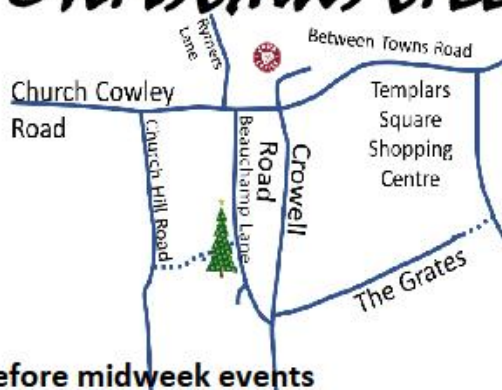 Rymers
Lane
Between Towns Road
Church Cowley
Road
Templars
Square
Shopping
Centre
Church Hill Road
Beauchamp Lane
Crowell
Road
The Grates
efore midweek events